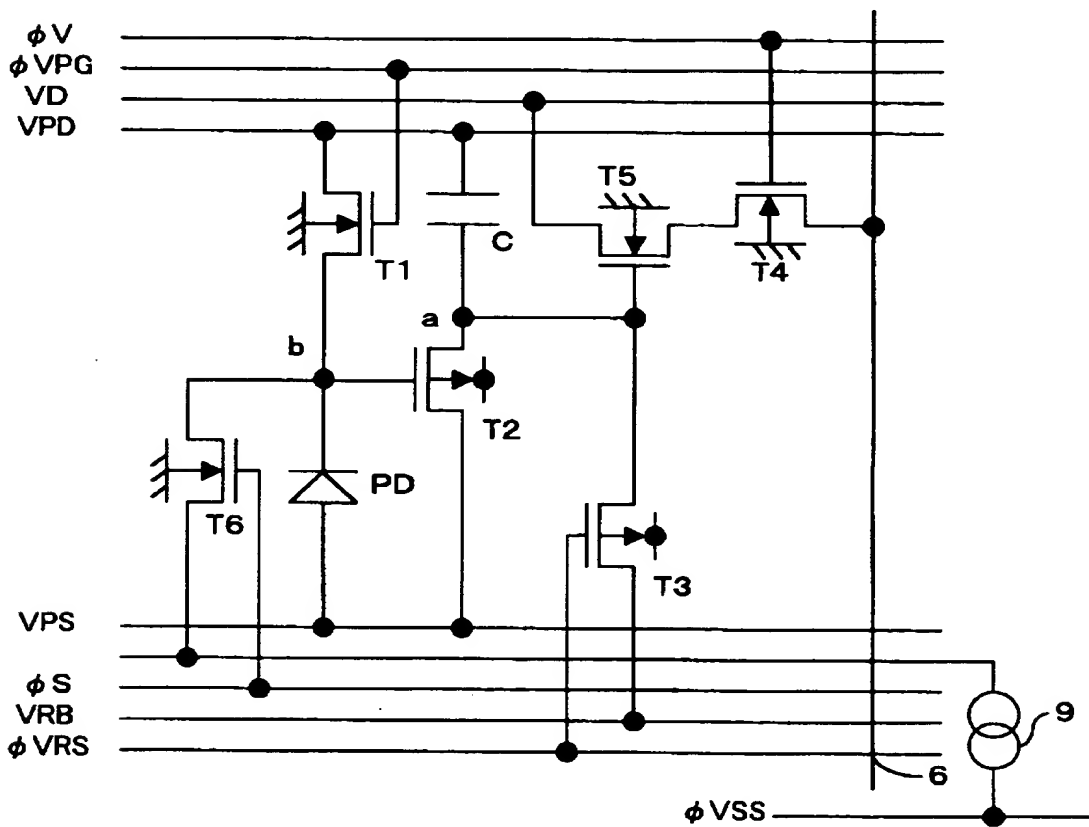 φV
φVPG
VD
VPD
T5
T1
C
T4
a
b
T2
PD
T6
T3
VPS
φS
VRB
9
φVRS
6
φVSS